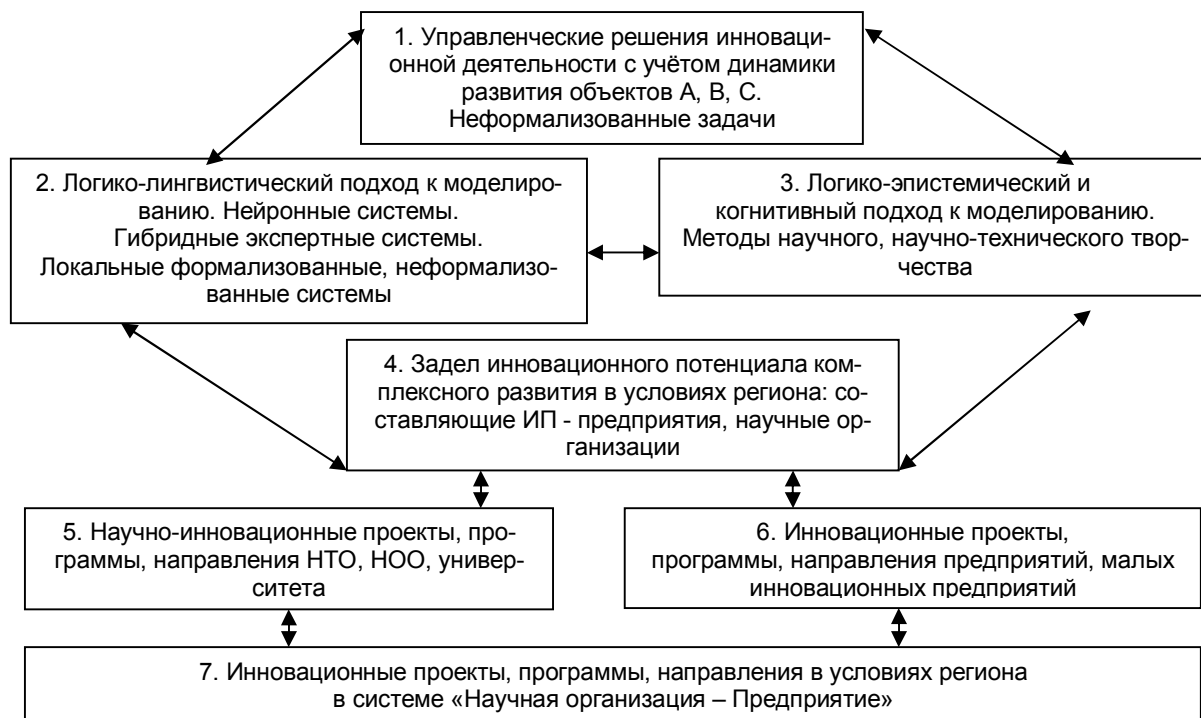 1. Управленческие решения инноваци-
онной деятельности с учётом динамики
развития объектов А, В, С.
Неформализованные задачи
2. Логико-лингвистический подход к моделиро-
ванию. Нейронные системы.
Гибридные экспертные системы.
Локальные формализованные, неформализо-
ванные системы
3. Логико-эпистемический и
когнитивный подход к моделированию.
Методы научного, научно-технического твор-
чества
4. Задел инновационного потенциала ком-
плексного развития в условиях региона: со-
ставляющие ИП - предприятия, научные ор-
ганизации
5. Научно-инновационные проекты, про-
граммы, направления НТО, НОО, универ-
ситета
6. Инновационные проекты,
программы, направления предприятий, малых
инновационных предприятий
7. Инновационные проекты, программы, направления в условиях региона
в системе «Научная организация – Предприятие»